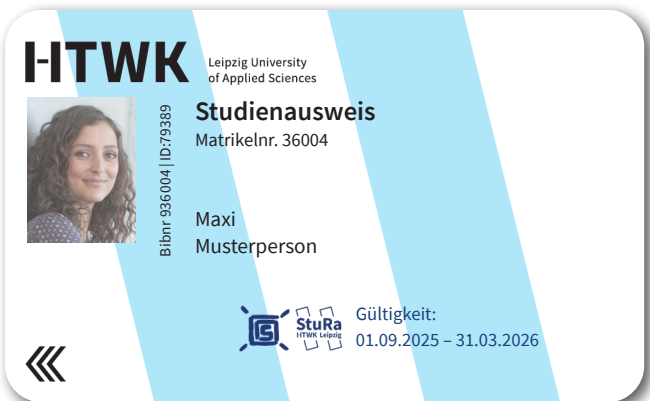 HTWK
Leipzig University
of Applied Sciences
Studienausweis
Matrikelnr. 36004
Bibnr 936004 | ID:79389
Maxi
Musterperson
StuRa
HTWK Leipzig
Gültigkeit:
01.09.2025 – 31.03.2026